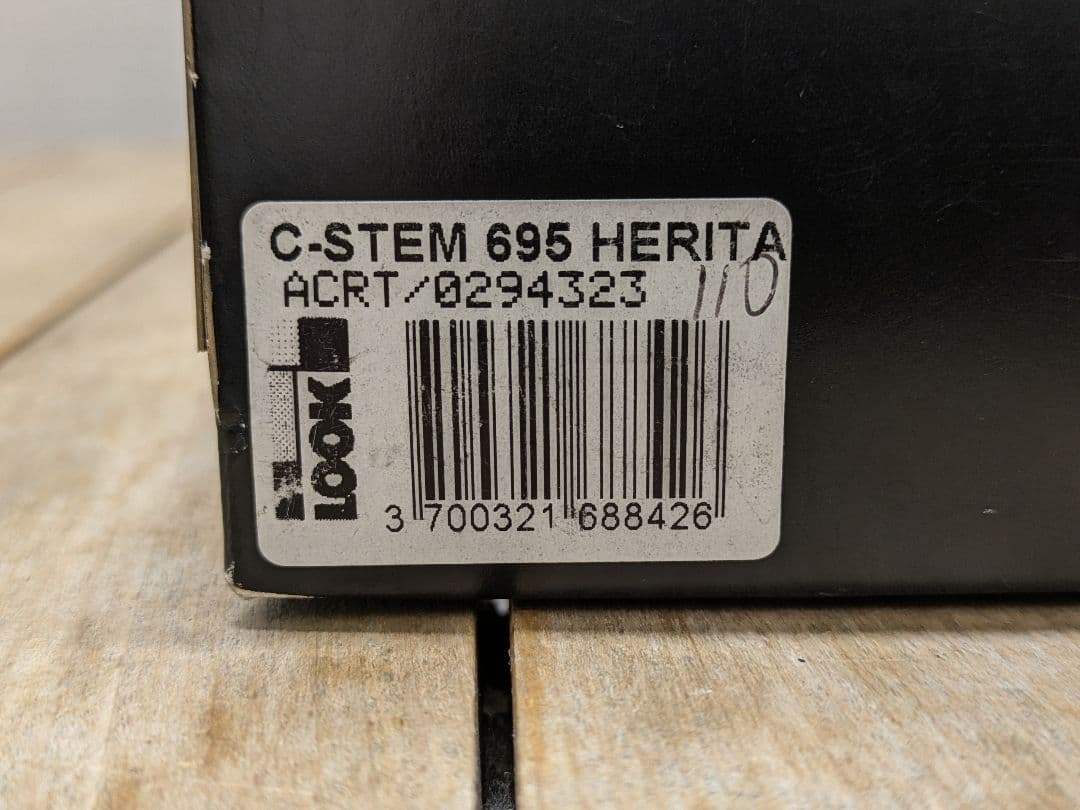 C-STEM 695 HERITA
ACRT/0294323 110
LOOK
3 700321 688426